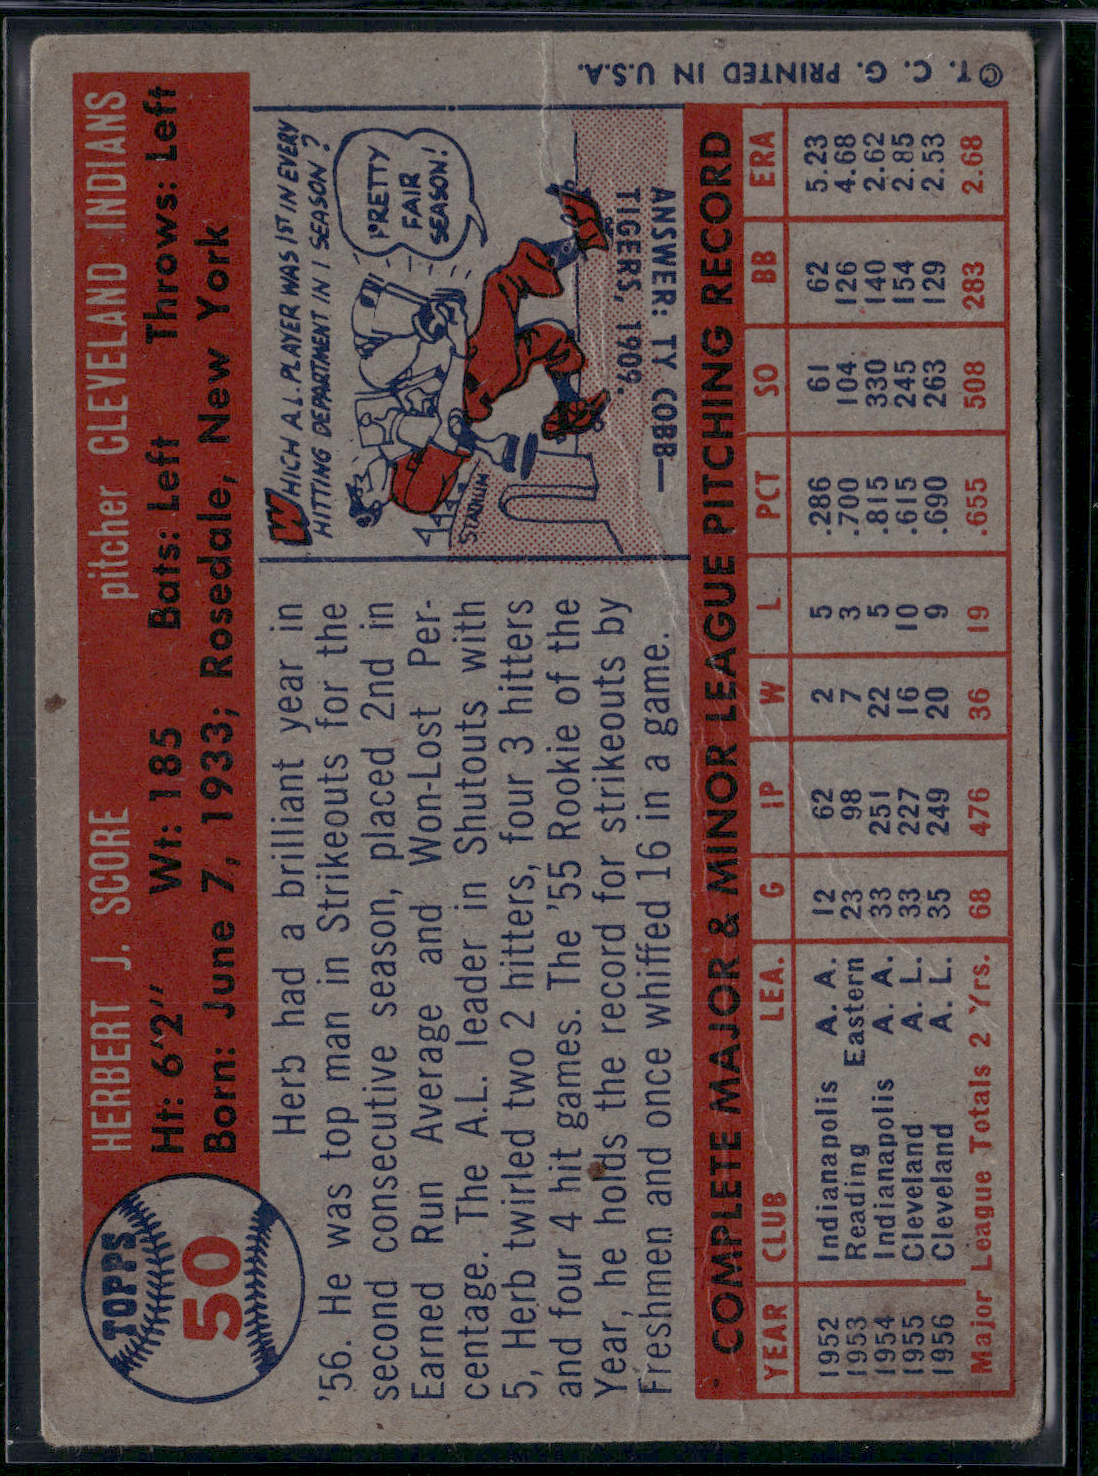 TOPPS
50
HERBERT J. SCORE pitcher CLEVELAND INDIANS
Ht: 6'2" Wt: 185 Bats: Left Throws: Left
Born: June 7, 1933; Rosedale, New York
Herb had a brilliant year in
'56. He was top man in Strikeouts for the
second consecutive season, placed 2nd in
Earned Run Average and Won-Lost Per-
centage. The A.L. leader in Shutouts with
5, Herb twirled two 2 hitters, four 3 hitters
and four 4 hit games. The '55 Rookie of the
Year, he holds the record for strikeouts by
Freshmen and once whiffed 16 in a game.
WHICH A.L. PLAYER WAS 1ST IN EVERY
HITTING DEPARTMENT IN 1 SEASON?
PRETTY
FAIR
SEASON!
STADIUM
ANSWER: TY COBB—
TIGERS, 1909.
COMPLETE MAJOR & MINOR LEAGUE PITCHING RECORD
YEAR CLUB LEA. G IP W L PCT SO BB ERA
1952 Indianapolis A. A. 12 62 2 5 .286 61 62 5.23
1953 Reading Eastern 23 98 7 3 .700 104 126 4.68
1954 Indianapolis A. A. 33 251 22 5 .815 330 140 2.62
1955 Cleveland A. L. 33 227 16 10 .615 245 154 2.85
1956 Cleveland A. L. 35 249 20 9 .690 263 129 2.53
Major League Totals 2 Yrs. 68 476 36 19 .655 508 283 2.68
© T. C. G. PRINTED IN U.S.A.